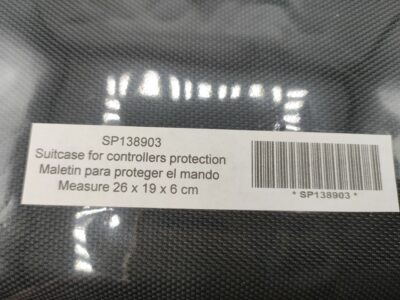 SP138903
Suitcase for controllers protection
Maletin para proteger el mando
Measure 26 x 19 x 6 cm
* SP138903 *